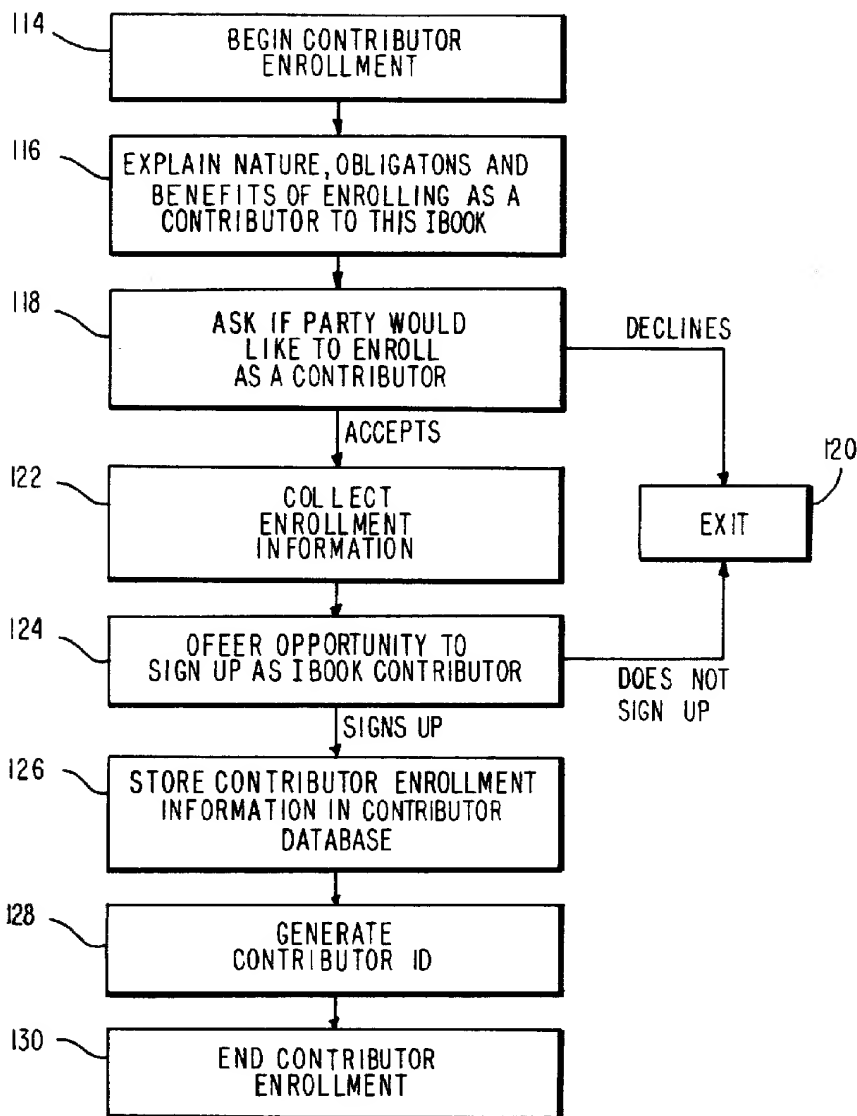 114
BEGIN CONTRIBUTOR
ENROLLMENT
116
EXPLAIN NATURE, OBLIGATONS AND
BENEFITS OF ENROLLING AS A
CONTRIBUTOR TO THIS IBOOK
118
ASK IF PARTY WOULD
LIKE TO ENROLL
AS A CONTRIBUTOR
DECLINES
ACCEPTS
120
EXIT
122
COLLECT
ENROLLMENT
INFORMATION
124
OFEER OPPORTUNITY TO
SIGN UP AS IBOOK CONTRIBUTOR
DOES NOT
SIGN UP
SIGNS UP
126
STORE CONTRIBUTOR ENROLLMENT
INFORMATION IN CONTRIBUTOR
DATABASE
128
GENERATE
CONTRIBUTOR ID
130
END CONTRIBUTOR
ENROLLMENT